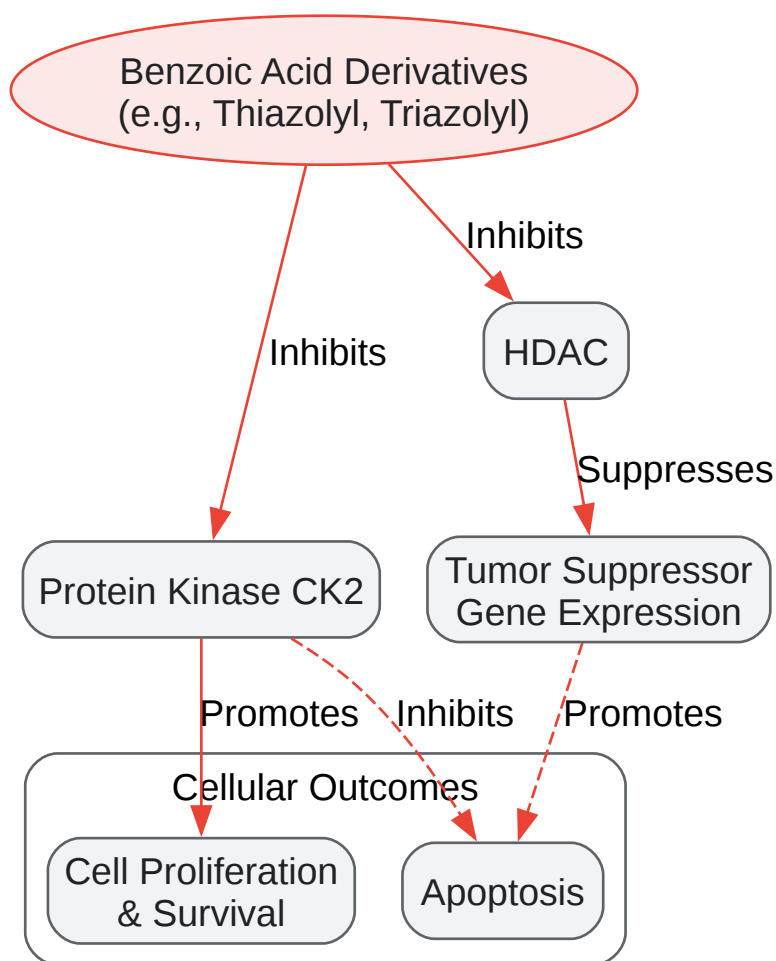 Benzoic Acid Derivatives
(e.g., Thiazolyl, Triazolyl)
Inhibits
Inhibits
HDAC
Suppresses
Protein Kinase CK2
Tumor Suppressor
Gene Expression
Promotes
Inhibits
Promotes
Cellular Outcomes
Cell Proliferation
& Survival
Apoptosis